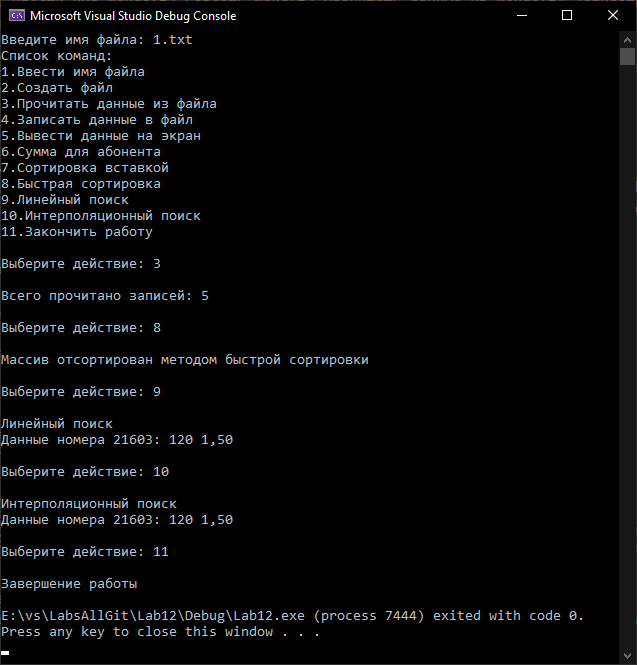 Microsoft Visual Studio Debug Console
Введите имя файла: 1.txt
Список команд:
1.Ввести имя файла
2.Создать файл
3.Прочитать данные из файла
4.Записать данные в файл
5.Вывести данные на экран
6.Сумма для абонента
7.Сортировка вставкой
8.Быстрая сортировка
9.Линейный поиск
10.Интерполяционный поиск
11.Закончить работу
Выберите действие: 3
Всего прочитано записей: 5
Выберите действие: 8
Массив отсортирован методом быстрой сортировки
Выберите действие: 9
Линейный поиск
Данные номера 21603: 120 1,50
Выберите действие: 10
Интерполяционный поиск
Данные номера 21603: 120 1,50
Выберите действие: 11
Завершение работы
E:\vs\LabsAllGit\Lab12\Debug\Lab12.exe (process 7444) exited with code 0.
Press any key to close this window . . .